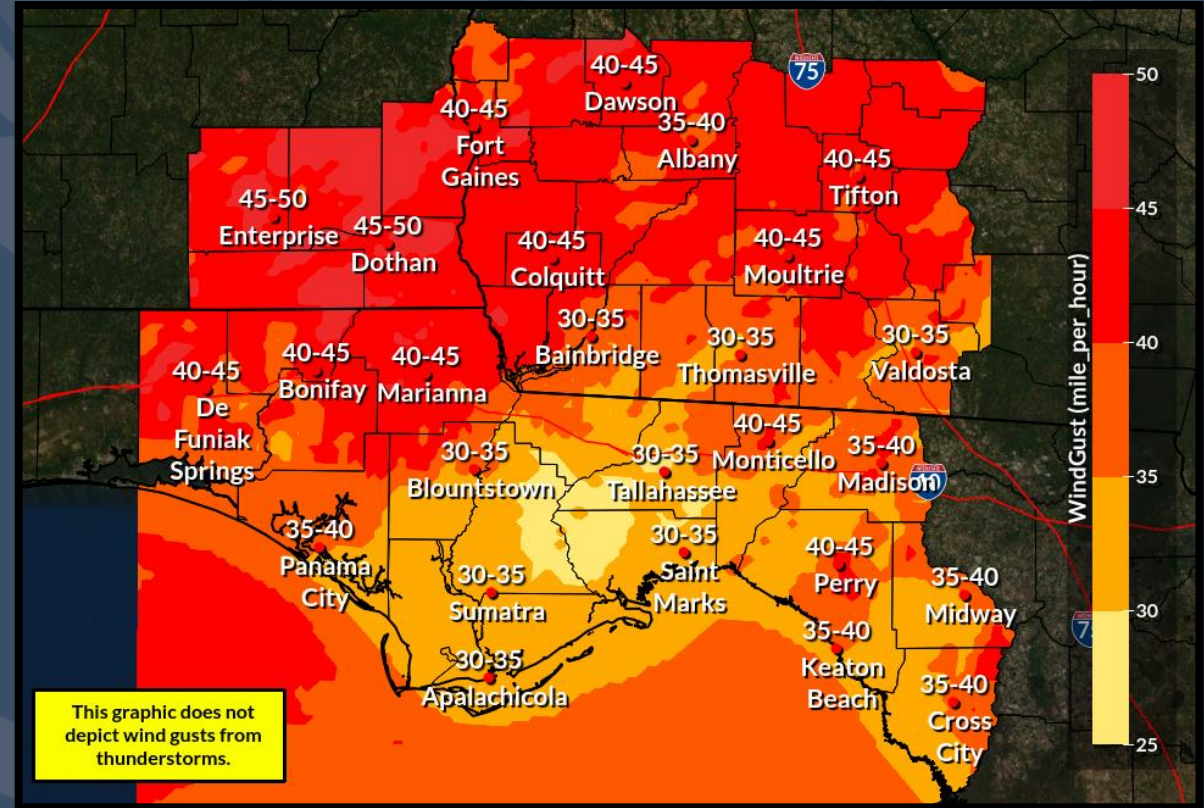 40-45
Dawson
75
50
40-45
Fort
Gaines
35-40
Albany
40-45
Tifton
45-50
Enterprise
45-50
Dothan
40-45
Colquitt
40-45
Moultrie
45
30-35
Bainbridge
30-35
Thomasville
30-35
Valdosta
40
40-45
De
Funiak
Springs
40-45
Bonifay
40-45
Marianna
WindGust (mile_per_hour)
40-45
Monticello
35-40
Madison
30-35
Blountstown
30-35
Tallahassee
35
35-40
Panama
City
30-35
Sumatra
30-35
Saint
Marks
40-45
Perry
35-40
Midway
30
35-40
Keaton
Beach
30-35
Apalachicola
35-40
Cross
City
25
This graphic does not
depict wind gusts from
thunderstorms.